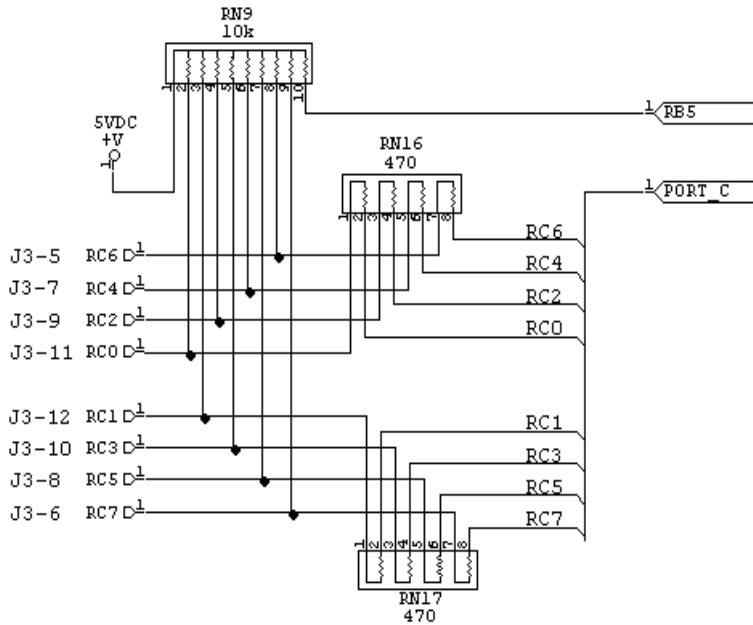 RN9
10k
1 2 3 4 5 6 7 8 9 10
5VDC
+V
1
1 RB5
RN16
470
1 2 3 4 5 6 7 8
1 PORT_C
J3-5 RC6 1
RC6
J3-7 RC4 1
RC4
J3-9 RC2 1
RC2
J3-11 RC0 1
RC0
J3-12 RC1 1
RC1
J3-10 RC3 1
RC3
J3-8 RC5 1
RC5
J3-6 RC7 1
RC7
1 2 3 4 5 6 7 8
RN17
470